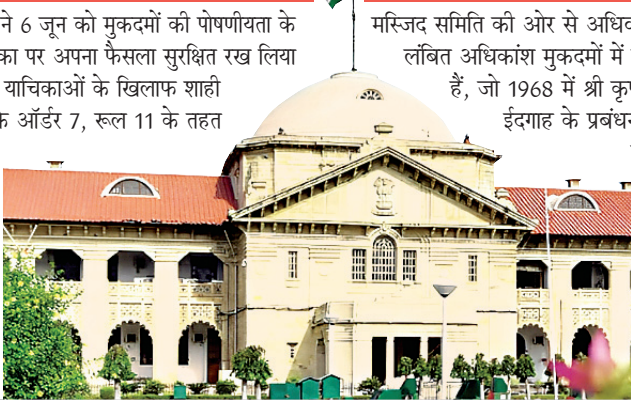 ने 6 जून को मुकदमों की पोषणीयता के
का पर अपना फैसला सुरक्षित रख लिया
याचिकाओं के खिलाफ शाही
ऑर्डर 7, रूल 11 के तहत
मस्जिद समिति की ओर से
लंबित अधिकांश मुकदमों में
हैं, जो 1968 में श्री
ईदगाह के प्रबंधन